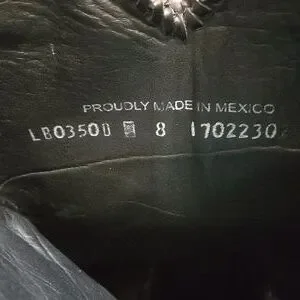 PROUDLY MADE IN MEXICO
LB0350D 8 1702230